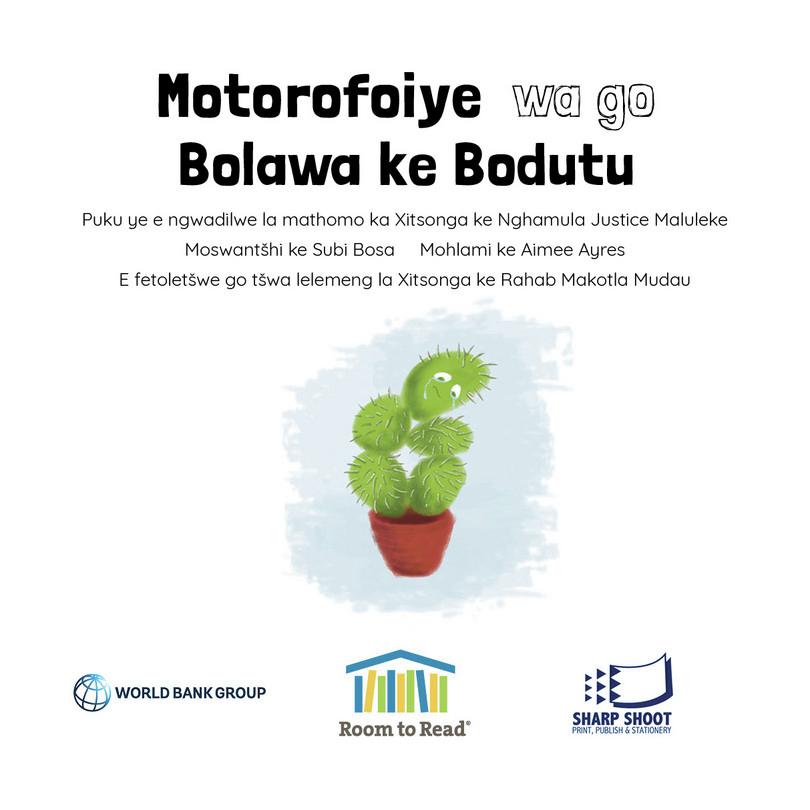 Motorofoiye wa go
Bolawa ke Bodutu
Puku ye e ngwadilwe la mathomo ka Xitsonga ke Nghamula Justice Maluleke
Moswantšhi ke Subi Bosa Mohlami ke Aimee Ayres
E fetoletšwe go tšwa lelemeng la Xitsonga ke Rahab Makotla Mudau
WORLD BANK GROUP
Room to Read®
SHARP SHOOT
PRINT, PUBLISH & STATIONERY